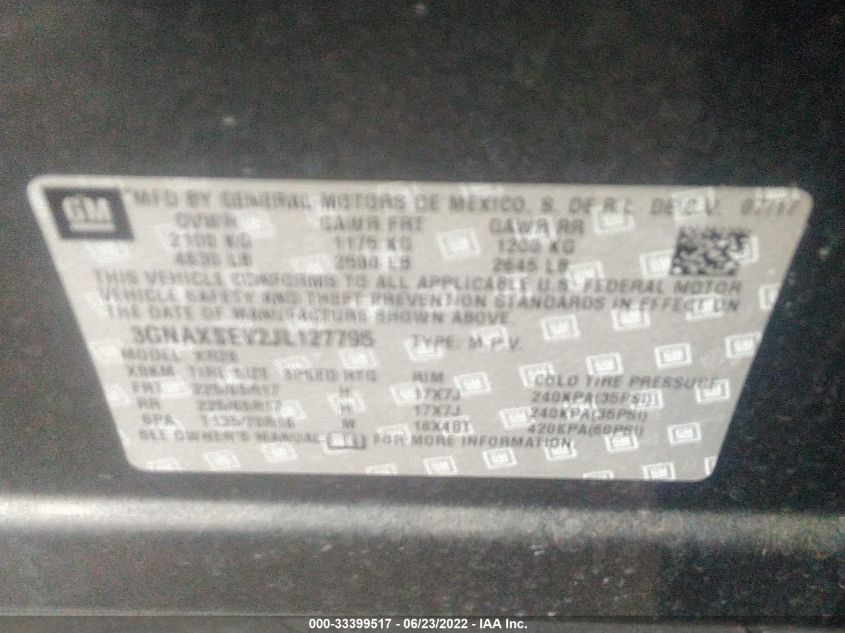 GM
MFD BY GENERAL MOTORS DE MEXICO, S. DE R.L. DE C.V.
GVWR GAWR FRT GAWR RR
2100 KG 1175 KG 1200 KG
LB LB 2645 LB
THIS VEHICLE CONFORMS TO ALL APPLICABLE U.S. FEDERAL MOTOR
VEHICLE SAFETY AND THEFT PREVENTION STANDARDS IN EFFECT ON
THE DATE OF MANUFACTURE SHOWN ABOVE.
3GNAXSEV2JL127795 TYPE: M.P.V.
MODEL: XR26
TIRE SIZE SPEED RTG RIM COLD TIRE PRESSURE
FRT 225/65R17 H 17X7J 240KPA(35PSI)
RR 225/65R17 H 17X7J 240KPA(35PSI)
SPA M 16X4BT 420KPA(60PSI)
SEE OWNER'S MANUAL FOR MORE INFORMATION.
000-33399517 - 06/23/2022 - IAA Inc.